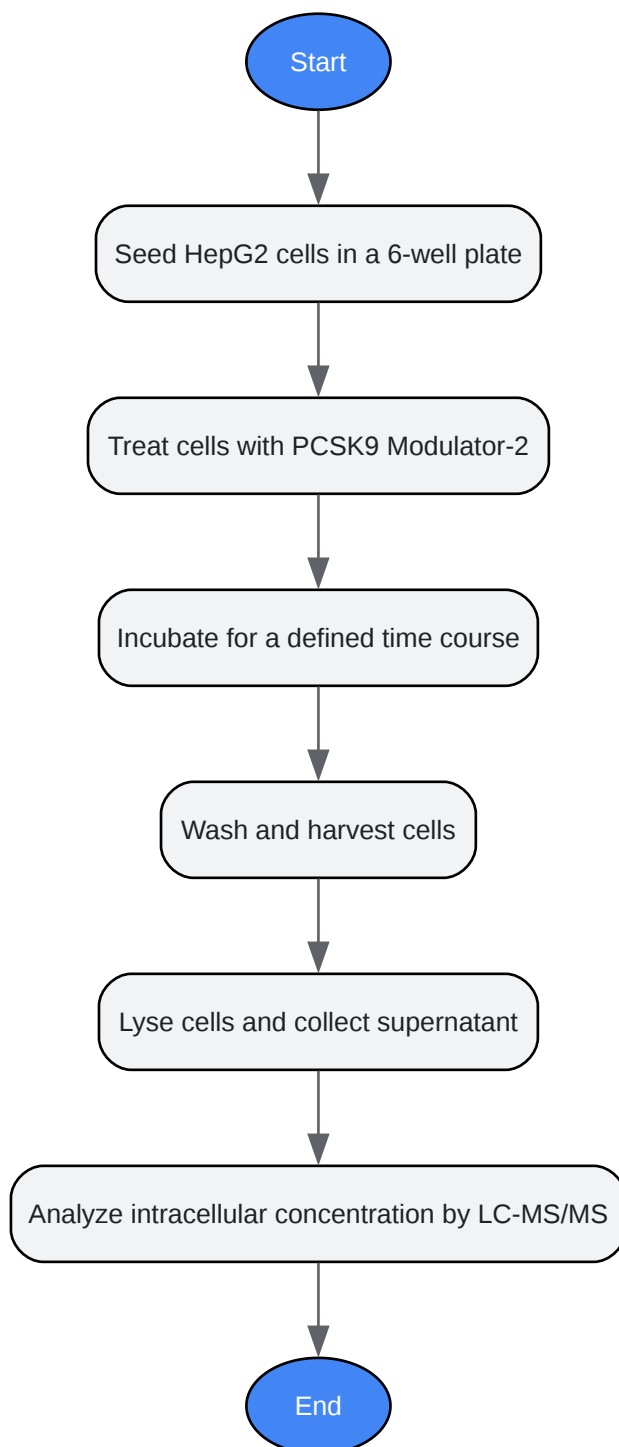 Start
Seed HepG2 cells in a 6-well plate
Treat cells with PCSK9 Modulator-2
Incubate for a defined time course
Wash and harvest cells
Lyse cells and collect supernatant
Analyze intracellular concentration by LC-MS/MS
End